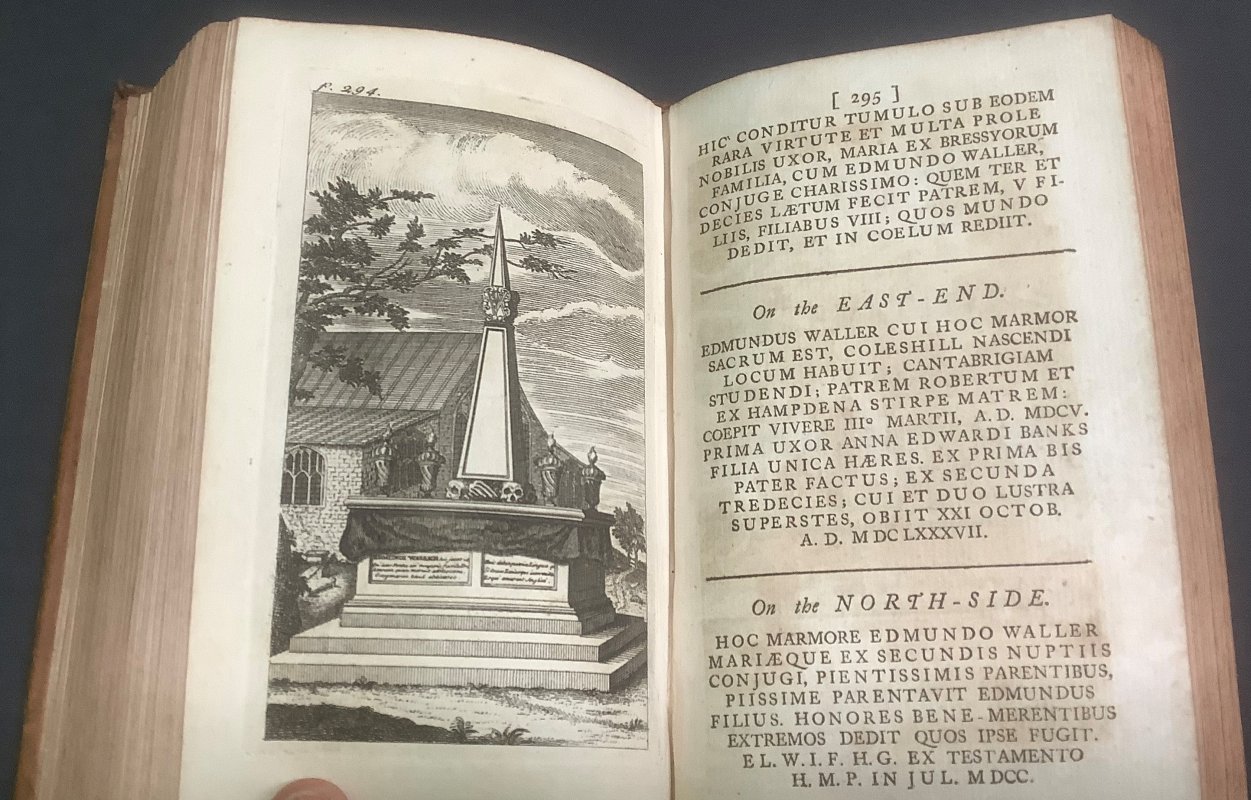 p. 294.
[ 295 ]
HIC CONDITUR TUMULO SUB EODEM
RARA VIRTUTE ET MULTA PROLE
NOBILIS UXOR, MARIA EX BRESSYORUM
FAMILIA, CUM EDMUNDO WALLER,
CONJUGE CHARISSIMO: QUEM TER ET
DECIES LÆTUM FECIT PATREM, V FI-
LIIS, FILIABUS VIII; QUOS MUNDO
DEDIT, ET IN COELUM REDIIT.
On the EAST-END.
EDMUNDUS WALLER CUI HOC MARMOR
SACRUM EST, COLESHILL NASCENDI
LOCUM HABUIT; CANTABRIGIAM
STUDENDI; PATREM ROBERTUM ET
EX HAMPDENA STIRPE MATREM:
COEPIT VIVERE IIIº MARTII, A.D. MDCV.
PRIMA UXOR ANNA EDWARDI BANKS
FILIA UNICA HÆRES. EX PRIMA BIS
PATER FACTUS; EX SECUNDA
TREDECIES; CUI ET DUO LUSTRA
SUPERSTES, OBIIT XXI OCTOB.
A. D. MDCLXXXVII.
On the NORTH-SIDE.
HOC MARMORE EDMUNDO WALLER
MARIÆQUE EX SECUNDIS NUPTIIS
CONJUGI, PIENTISSIMIS PARENTIBUS,
PIISSIME PARENTAVIT EDMUNDUS
FILIUS. HONORES BENE-MERENTIBUS
EXTREMOS DEDIT QUOS IPSE FUGIT.
EL. W. I. F. H. G. EX TESTAMENTO
H. M. P. IN JUL. MDCC.